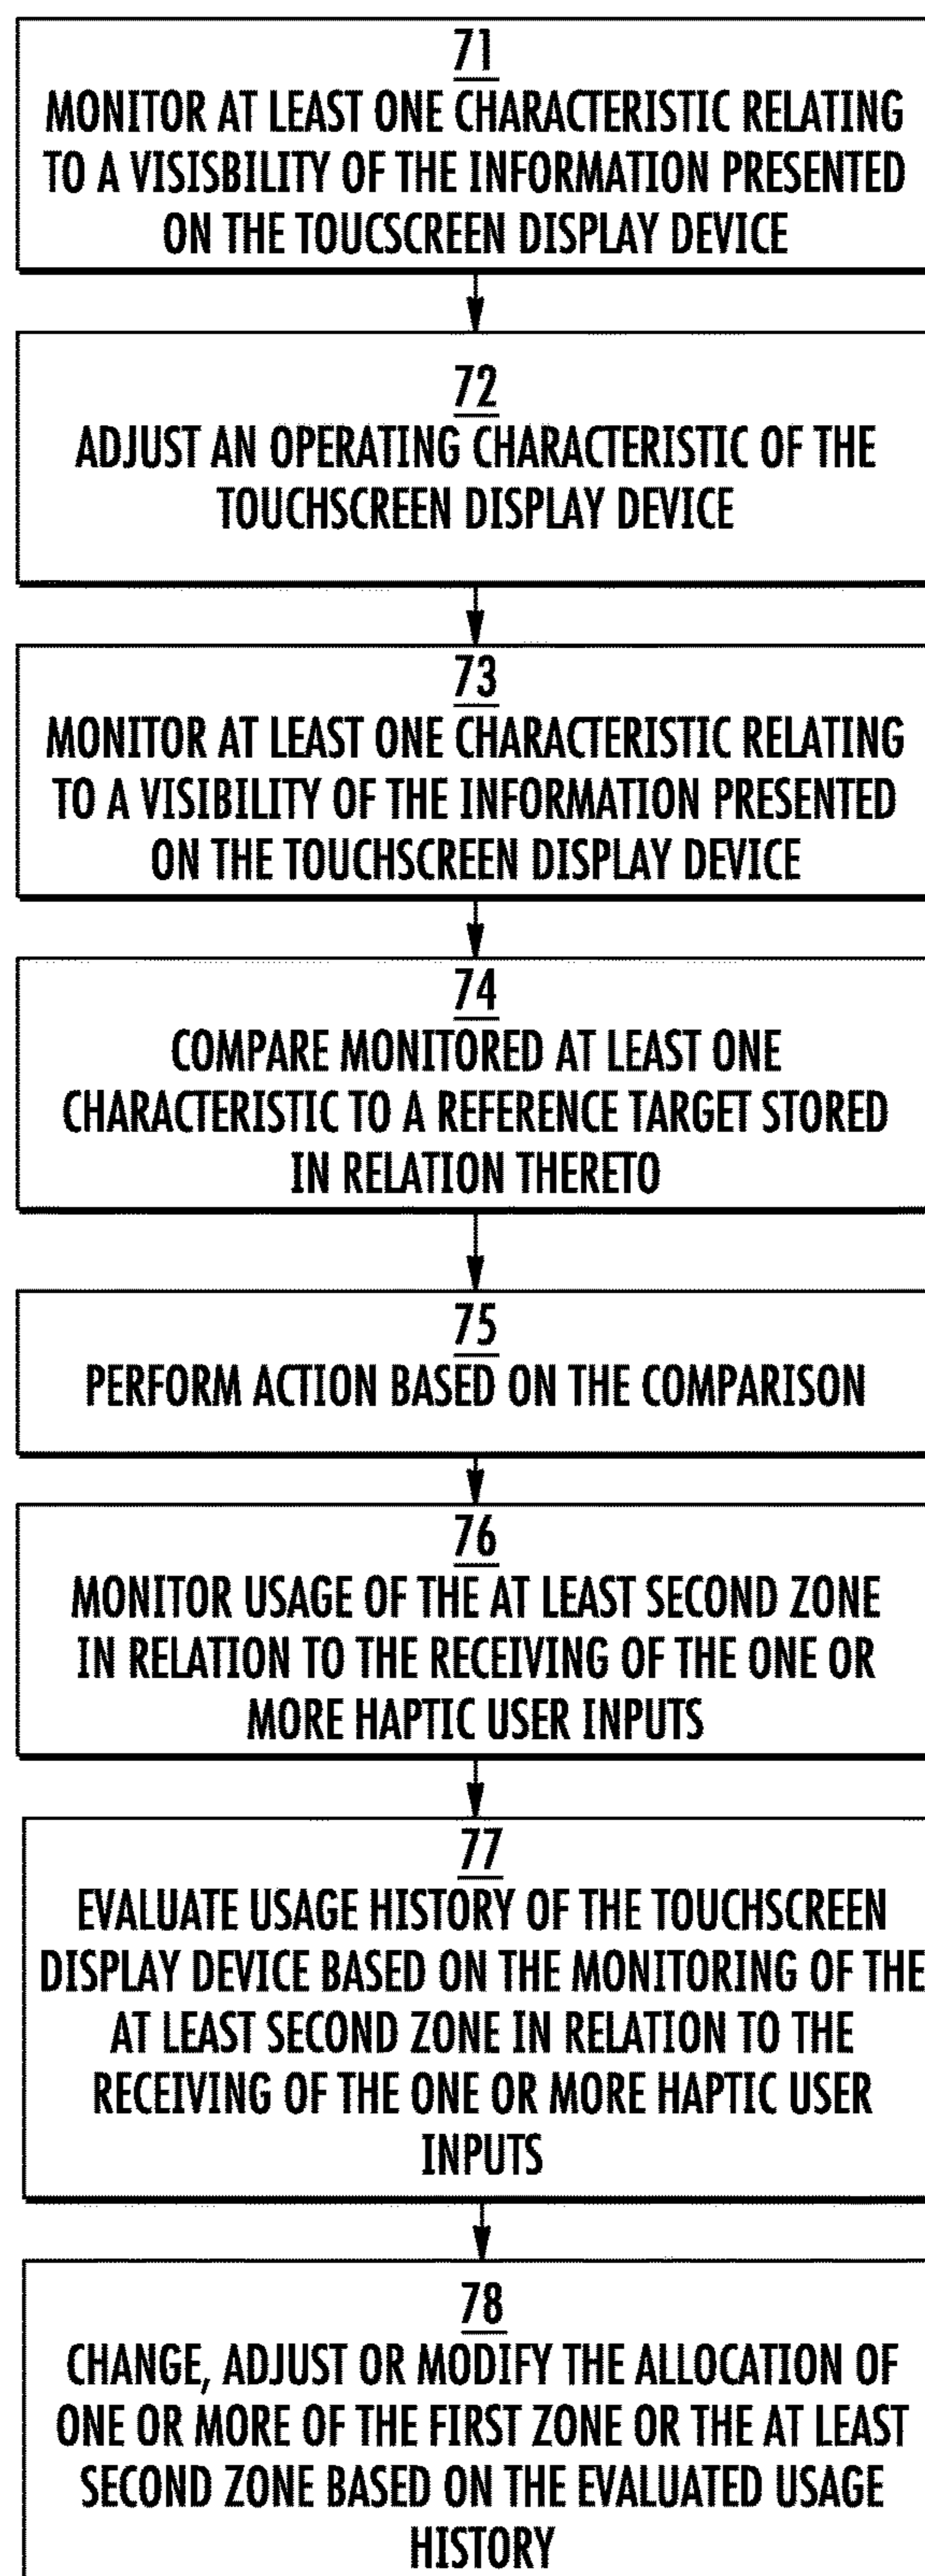 71
MONITOR AT LEAST ONE CHARACTERISTIC RELATING
TO A VISISBILITY OF THE INFORMATION PRESENTED
ON THE TOUCSCREEN DISPLAY DEVICE
72
ADJUST AN OPERATING CHARACTERISTIC OF THE
TOUCHSCREEN DISPLAY DEVICE
73
MONITOR AT LEAST ONE CHARACTERISTIC RELATING
TO A VISIBILITY OF THE INFORMATION PRESENTED
ON THE TOUCHSCREEN DISPLAY DEVICE
74
COMPARE MONITORED AT LEAST ONE
CHARACTERISTIC TO A REFERENCE TARGET STORED
IN RELATION THERETO
75
PERFORM ACTION BASED ON THE COMPARISON
76
MONITOR USAGE OF THE AT LEAST SECOND ZONE
IN RELATION TO THE RECEIVING OF THE ONE OR
MORE HAPTIC USER INPUTS
77
EVALUATE USAGE HISTORY OF THE TOUCHSCREEN
DISPLAY DEVICE BASED ON THE MONITORING OF THE
AT LEAST SECOND ZONE IN RELATION TO THE
RECEIVING OF THE ONE OR MORE HAPTIC USER
INPUTS
78
CHANGE, ADJUST OR MODIFY THE ALLOCATION OF
ONE OR MORE OF THE FIRST ZONE OR THE AT LEAST
SECOND ZONE BASED ON THE EVALUATED USAGE
HISTORY